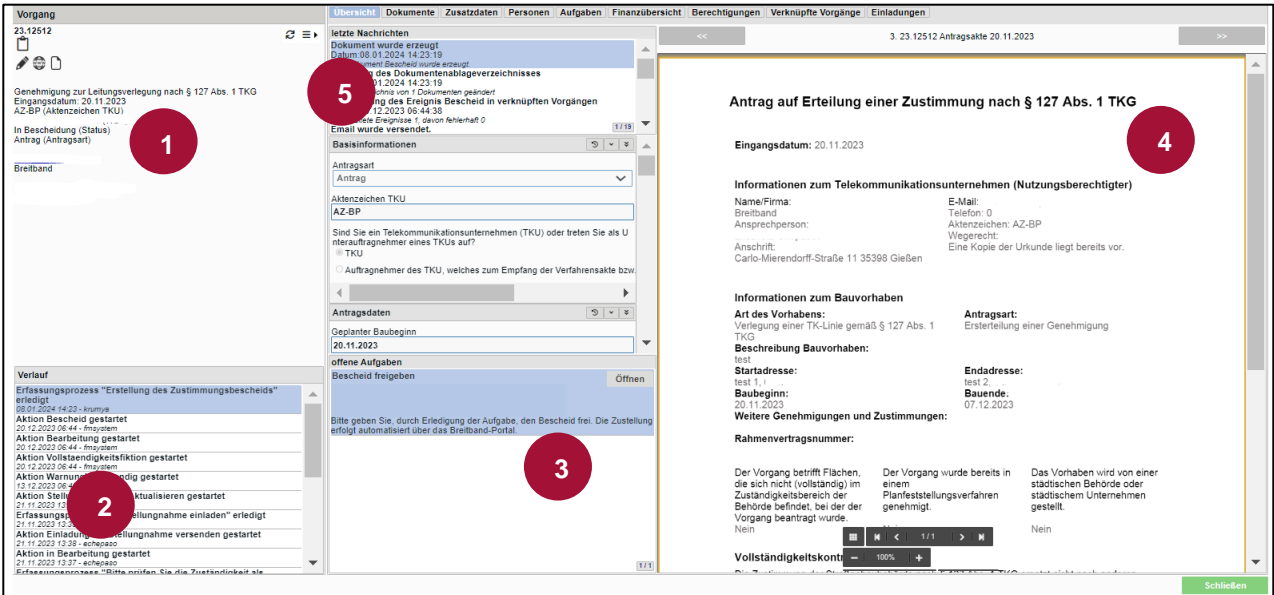 Vorgang
23.12512
Genehmigung zur Leitungsverlegung nach § 127 Abs. 1 TKG
Eingangsdatum: 20.11.2023
AZ-BP (Aktenzeichen TKU)
In Bescheidung (Status)
Antrag (Antragsart)
Breitband
1
Verlauf
Erfassungsprozess "Erstellung des Zustimmungsbescheids"
erledigt
08.01.2024 14:23 - krumya
Aktion Bescheid gestartet
20.12.2023 06:44 - fmsystem
Aktion Bearbeitung gestartet
20.12.2023 06:44 - fmsystem
Aktion Vollstaendigkeitsfiktion gestartet
20.12.2023 06:44 - fmsystem
Aktion Warnung ndig gestartet
13.12.2023 06:4
Aktion Stell ktualisieren gestartet
21.11.2023 13:
Erfassungsp ellungnahme einladen" erledigt
21.11.2023 13:3
Aktion Einladung ellungnahme versenden gestartet
21.11.2023 13:38 - echepaso
Aktion in Bearbeitung gestartet
21.11.2023 13:37 - echepaso
Erfassungsprozess "Bitte prüfen Sie die Zuständigkeit als
2
Übersicht Dokumente Zusatzdaten Personen Aufgaben Finanzübersicht Berechtigungen Verknüpfte Vorgänge Einladungen
letzte Nachrichten
Dokument wurde erzeugt
Datum:08.01.2024 14:23:19
ument Bescheid wurde erzeugt.
g des Dokumentenablageverzeichnisses
01.2024 14:23:19
chnis von 1 Dokumenten geändert
ung des Ereignis Bescheid in verknüpften Vorgängen
12.2023 06:44:38
ete Ereignisse 1, davon fehlerhaft 0
Email wurde versendet.
1 / 15
5
Basisinformationen
Antragsart
Antrag
Aktenzeichen TKU
AZ-BP
Sind Sie ein Telekommunikationsunternehmen (TKU) oder treten Sie als U
nterauftragnehmer eines TKUs auf?
TKU
Auftragnehmer des TKU, welches zum Empfang der Verfahrensakte bzw.
Antragsdaten
Geplanter Baubeginn
20.11.2023
offene Aufgaben
Bescheid freigeben
Öffnen
Bitte geben Sie, durch Erledigung der Aufgabe, den Bescheid frei. Die Zustellung
erfolgt automatisiert über das Breitband-Portal.
3
1 / 1
<< 3. 23.12512 Antragsakte 20.11.2023 >>
Antrag auf Erteilung einer Zustimmung nach § 127 Abs. 1 TKG
4
Eingangsdatum: 20.11.2023
Informationen zum Telekommunikationsunternehmen (Nutzungsberechtigter)
Name/Firma:
Breitband
Ansprechperson:
Anschrift:
Carlo-Mierendorff-Straße 11 35398 Gießen
E-Mail:
Telefon: 0
Aktenzeichen: AZ-BP
Wegerecht:
Eine Kopie der Urkunde liegt bereits vor.
Informationen zum Bauvorhaben
Art des Vorhabens:
Verlegung einer TK-Linie gemäß § 127 Abs. 1
TKG
Antragsart:
Ersterteilung einer Genehmigung
Beschreibung Bauvorhaben:
test
Startadresse:
test 1,
Endadresse:
test 2,
Baubeginn:
20.11.2023
Bauende.
07.12.2023
Weitere Genehmigungen und Zustimmungen:
Rahmenvertragsnummer:
Der Vorgang betrifft Flächen,
die sich nicht (vollständig) im
Zuständigkeitsbereich der
Behörde befindet, bei der der
Vorgang beantragt wurde.
Nein
Der Vorgang wurde bereits in
einem
Planfeststellungsverfahren
genehmigt.
Das Vorhaben wird von einer
städtischen Behörde oder
städtischem Unternehmen
gestellt.
Nein
1 / 1
100%
Vollständigkeitskontr
Schließen